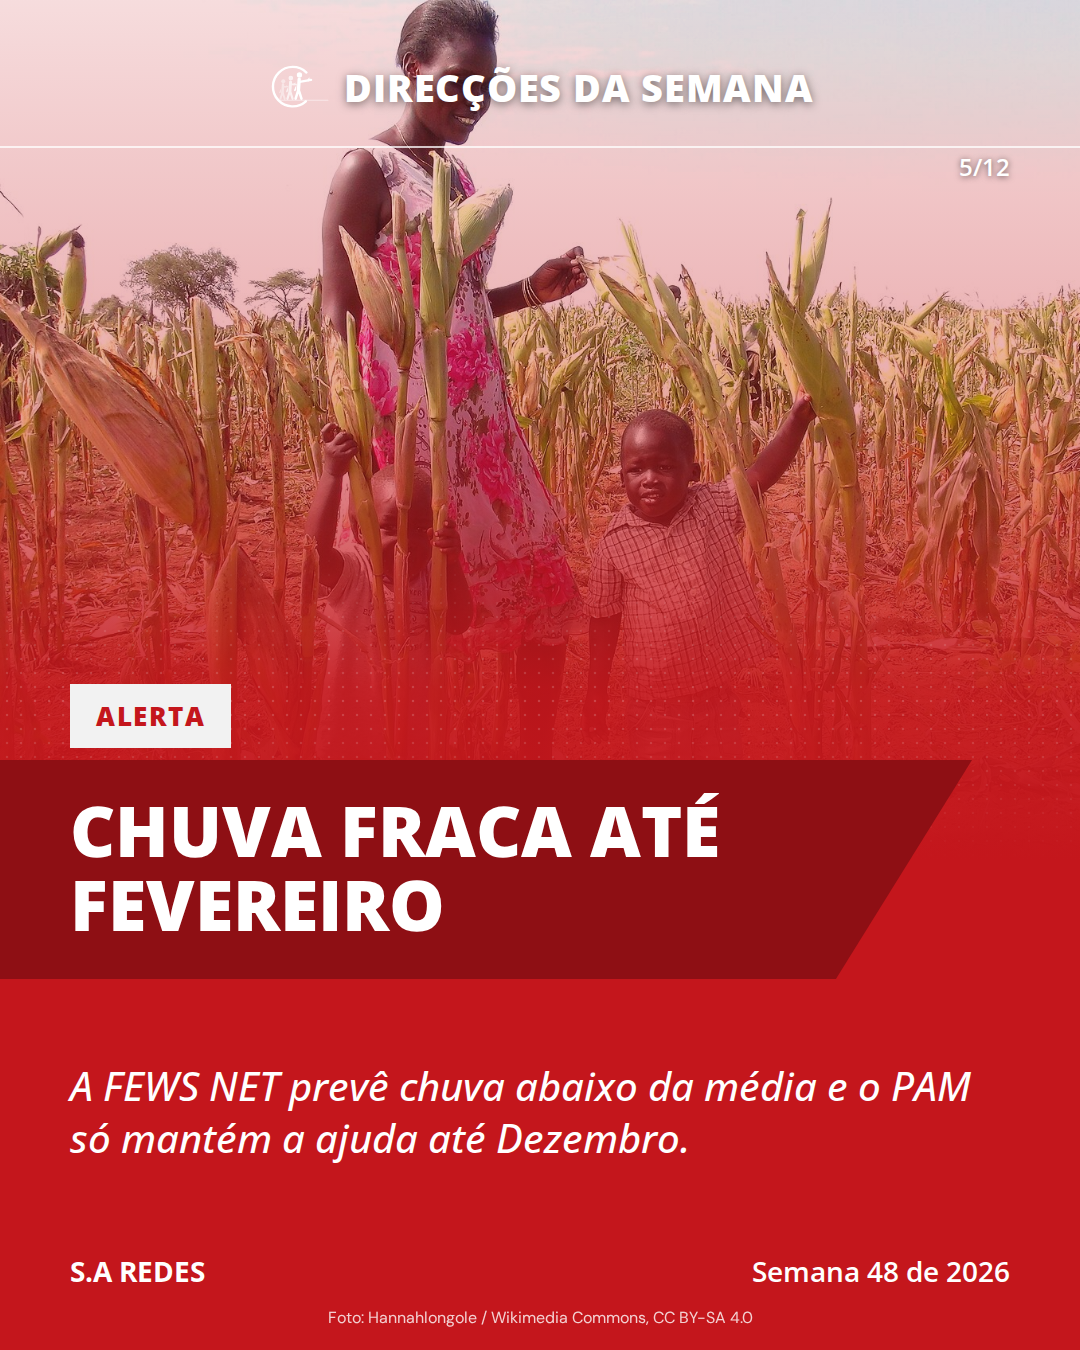 DIRECÇÕES DA SEMANA
5/12
ALERTA
CHUVA FRACA ATÉ
FEVEREIRO
A FEWS NET prevê chuva abaixo da média e o PAM
só mantém a ajuda até Dezembro.
S.A REDES
Semana 48 de 2026
Foto: Hannahlongole / Wikimedia Commons, CC BY-SA 4.0